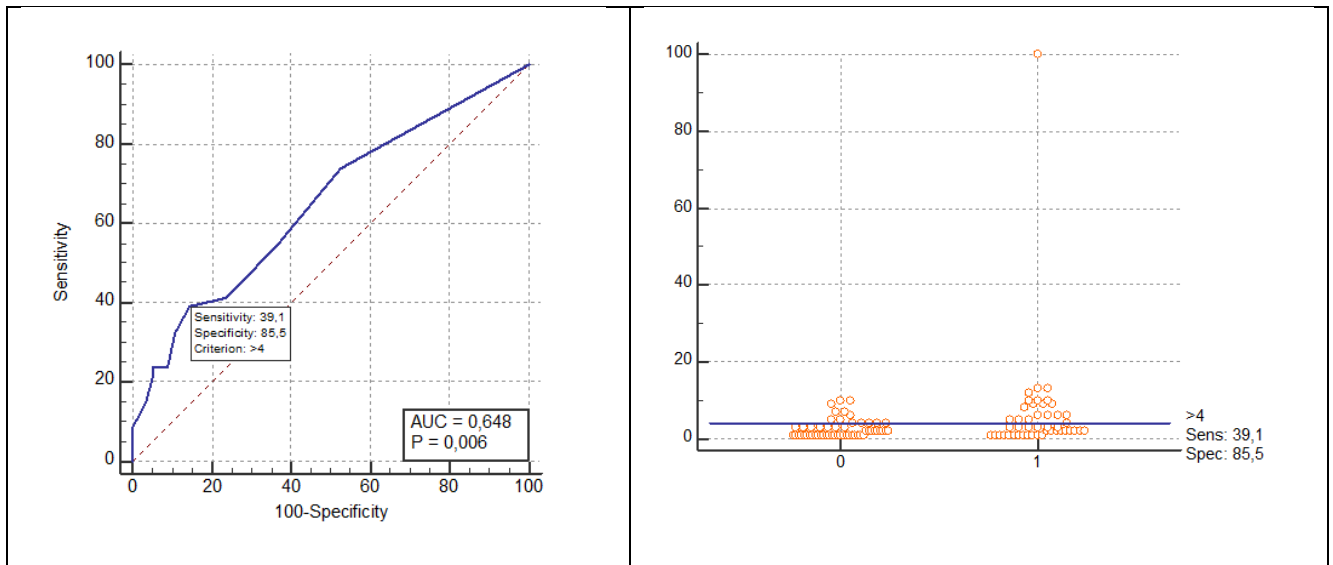 100
80
60
40
20
0
Sensitivity
Sensitivity: 39,1
Specificity: 85,5
Criterion: >4
AUC = 0,648
P = 0,006
0 20 40 60 80 100
100-Specificity
100
80
60
40
20
0
>4
Sens: 39,1
Spec: 85,5
0 1